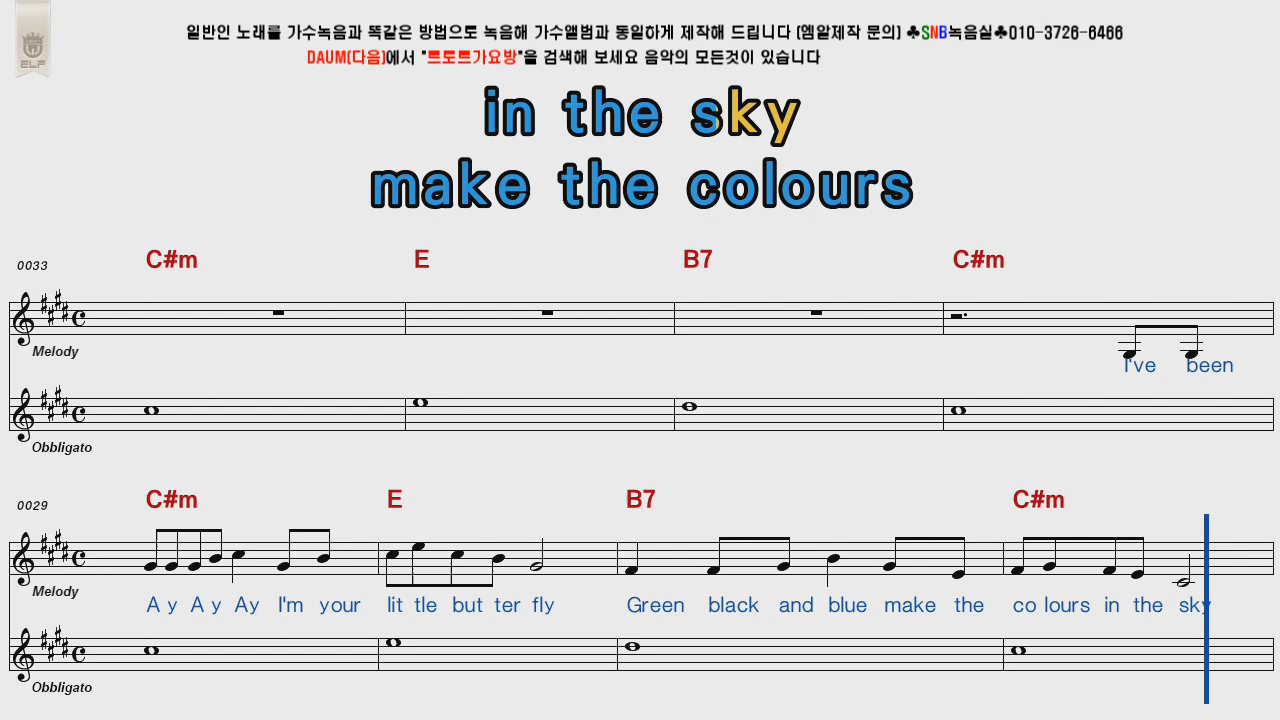 일반인 노래를 가수녹음과 똑같은 방법으로 녹음해 가수앨범과 동일하게 제작해 드립니다 (엠알제작 문의) ♣SNB녹음실♣010-3726-6466
DAUM(다음)에서 "트로트가요방"을 검색해 보세요 음악의 모든것이 있습니다
ELF
in the sky
make the colours
0033
C#m E B7 C#m
Melody
I've been
Obbligato
0029
C#m E B7 C#m
Melody
A y A y Ay I'm your lit tle but ter fly Green black and blue make the co lours in the sky
Obbligato